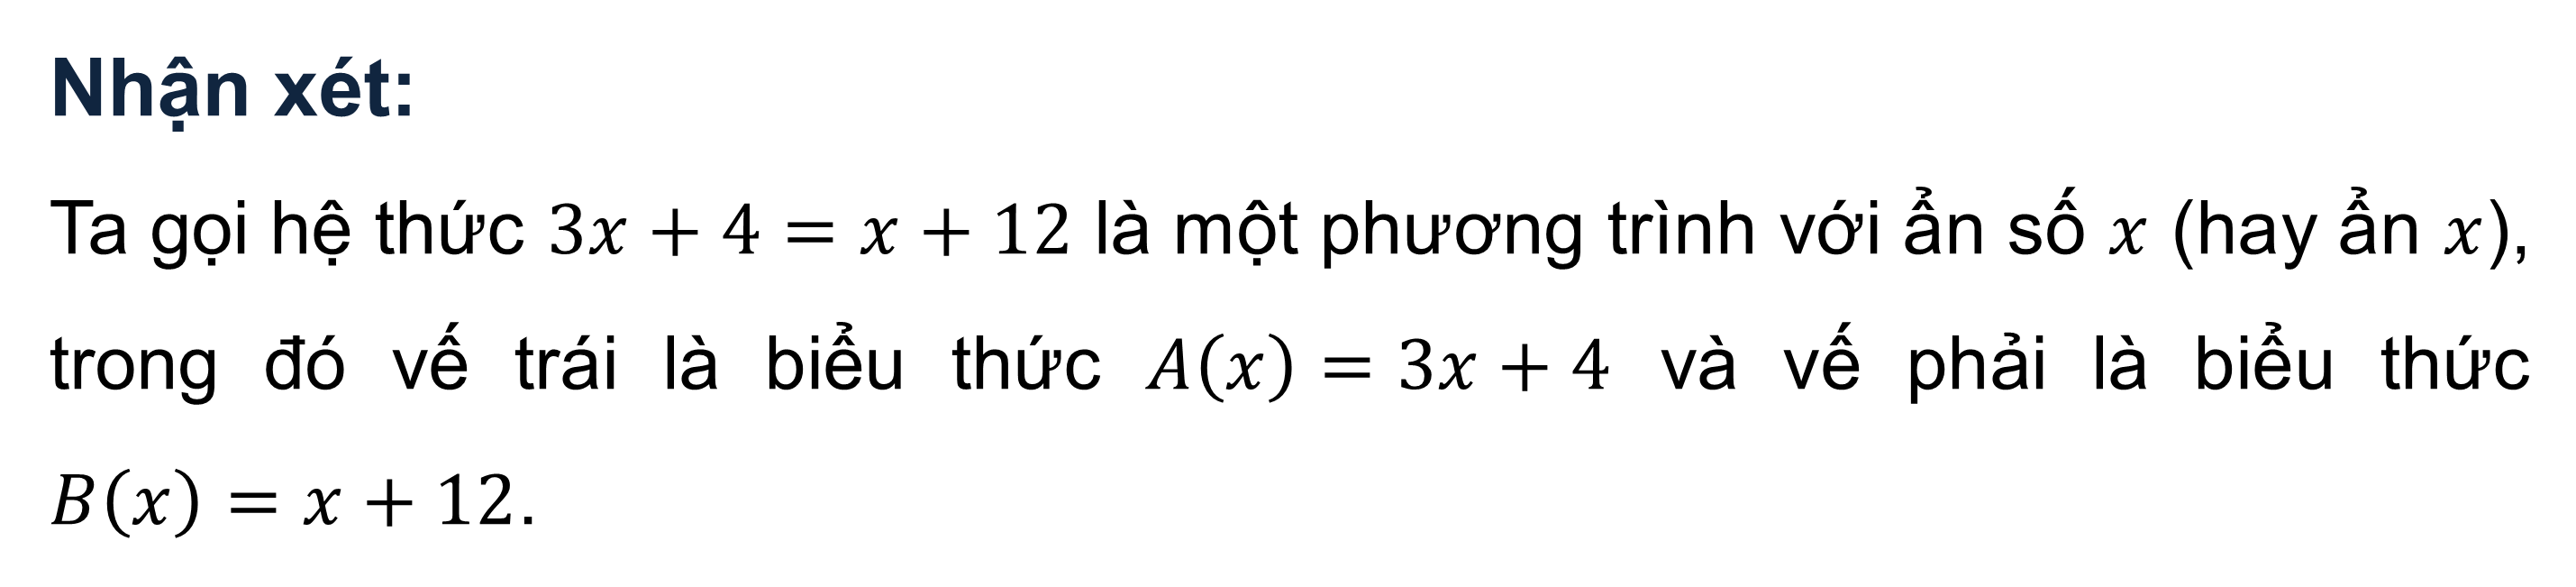 Nhận xét:
Ta gọi hệ thức 3x + 4 = x + 12 là một phương trình với ẩn số x (hay ẩn x),
trong đó vế trái là biểu thức A(x) = 3x + 4 và vế phải là biểu thức
B(x) = x + 12.